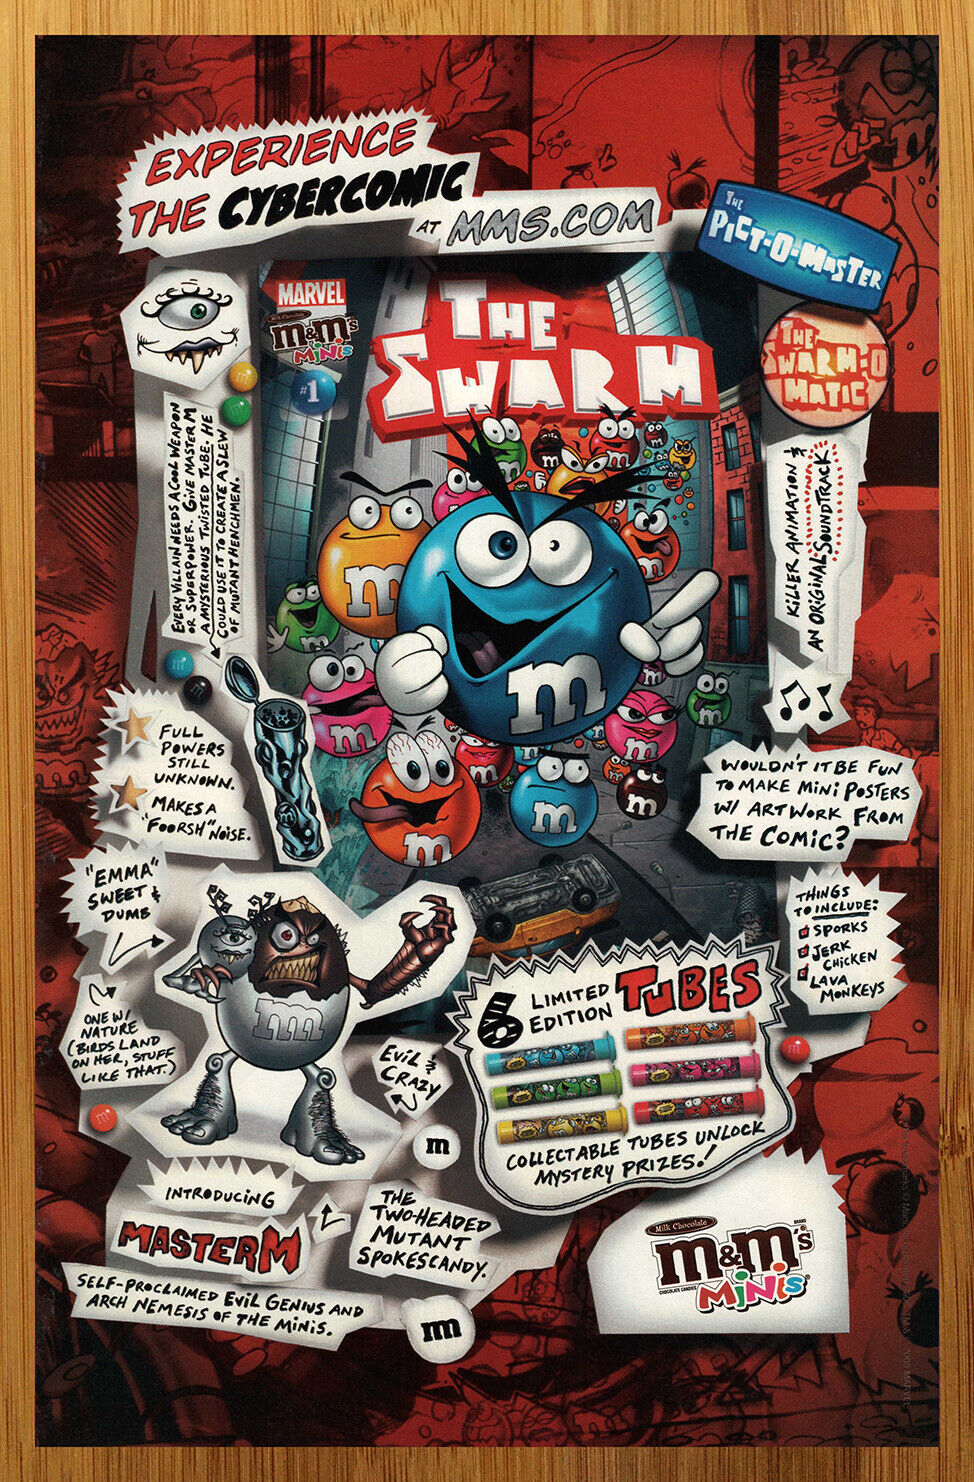 EXPERIENCE
THE CYBERCOMIC
AT MMS.COM
THE
PICT-O-MASTER
MARVEL
Milk Chocolate
m&m's
MiNis
#1
THE
SWARM
THE
SWARM-O
MATIC
EVERY VILLAIN NEEDS A COOL WEAPON
OR SUPERPOWER. GIVE MASTER M
A MYSTERIOUS TWISTED TUBE. HE
COULD USE IT TO CREATE A SLEW
OF MUTANT HENCHMEN.
KILLER ANIMATION &
AN ORIGINAL SOUNDTRACK
m
m
m
m
m
m
m
m
m
m
FULL
POWERS
STILL
UNKNOWN.
MAKES A
"FOORSH" NOISE.
WOULDN'T IT BE FUN
TO MAKE MINI POSTERS
W/ ARTWORK FROM
THE COMIC?
"EMMA"
SWEET &
DUMB
THINGS
TO INCLUDE:
SPORKS
JERK
CHICKEN
LAVA
MONKEYS
ONE W/
NATURE
(BIRDS LAND
ON HER, STUFF
LIKE THAT.)
m
EVIL &
CRAZY
6 LIMITED
EDITION TUBES
COLLECTABLE TUBES UNLOCK
MYSTERY PRIZES!
m
INTRODUCING
MASTERM
THE
TWO-HEADED
MUTANT
SPOKESCANDY.
SELF-PROCLAIMED EVIL GENIUS AND
ARCH NEMESIS OF THE MINIS.
m
Milk Chocolate
BRAND
m&m's
CHOCOLATE CANDIES
MiNis®